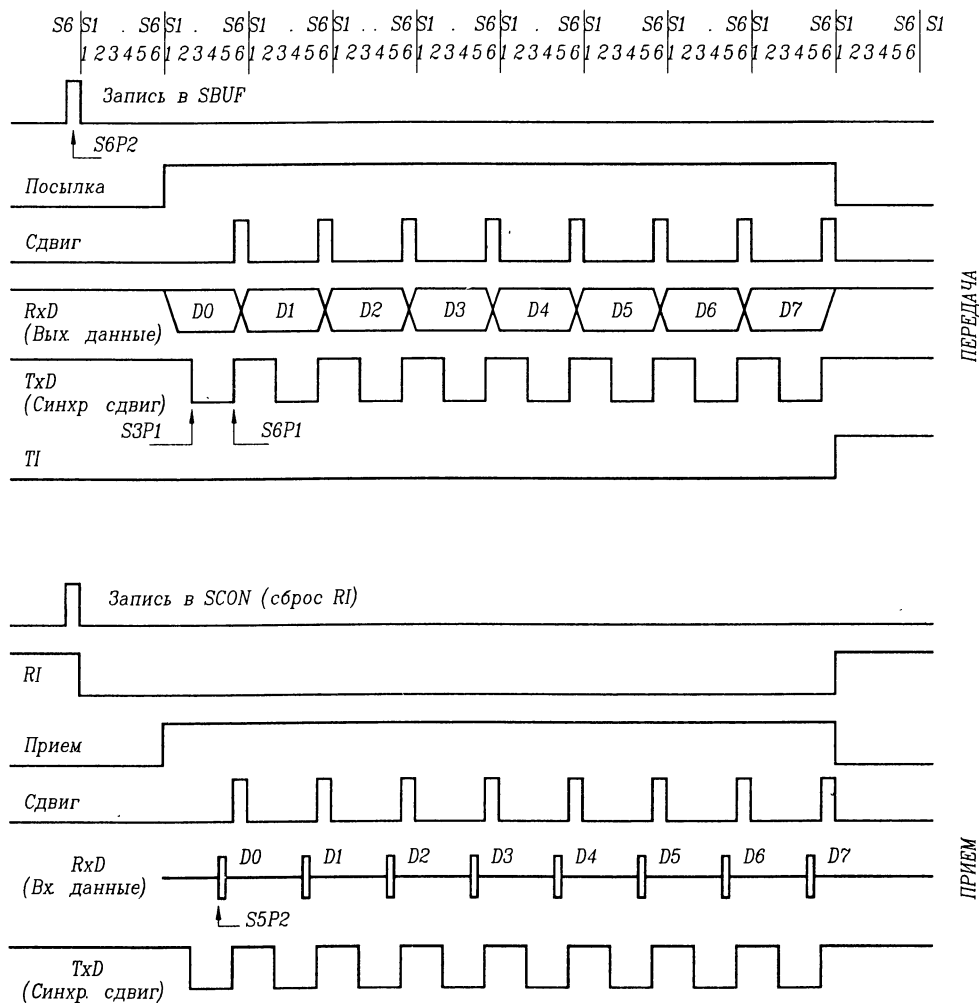 S6 S1 . . S6 S1 . . S6 S1 . . S6 S1 . . S6 S1 . . S6 S1 . . S6 S1 . . S6 S1 . . S6 S1 . . S6 S1 . . S6 S1
1 2 3 4 5 6 1 2 3 4 5 6 1 2 3 4 5 6 1 2 3 4 5 6 1 2 3 4 5 6 1 2 3 4 5 6 1 2 3 4 5 6 1 2 3 4 5 6 1 2 3 4 5 6 1 2 3 4 5 6
Запись в SBUF
S6P2
Посылка
Сдвиг
RxD
(Вых. данные)
D0 D1 D2 D3 D4 D5 D6 D7
TxD
(Синхр сдвиг)
S3P1 S6P1
TI
ПЕРЕДАЧА
Запись в SCON (сброс RI)
RI
Прием
Сдвиг
RxD
(Вх. данные)
D0 D1 D2 D3 D4 D5 D6 D7
S5P2
TxD
(Синхр. сдвиг)
ПРИЕМ